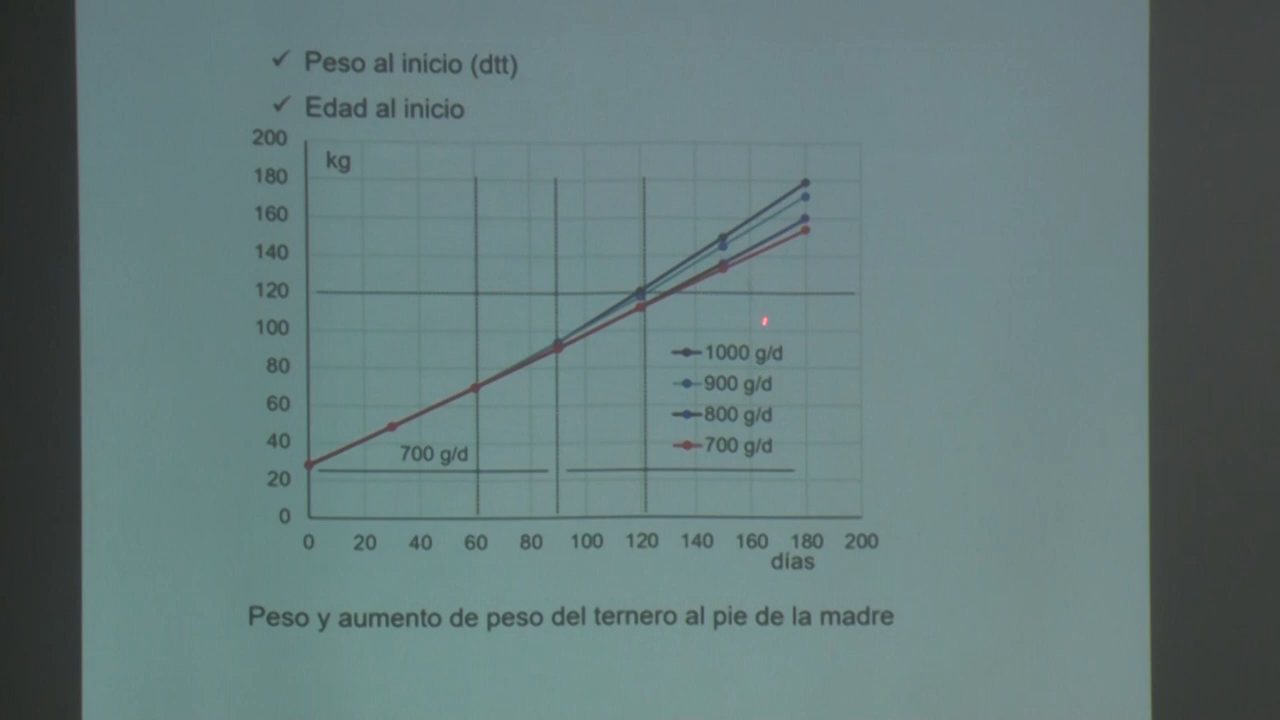 ✓ Peso al inicio (dtt)
✓ Edad al inicio
200
kg
180
160
140
120
100
80
60
40
20
0
1000 g/d
900 g/d
800 g/d
700 g/d
700 g/d
0 20 40 60 80 100 120 140 160 180 200
días
Peso y aumento de peso del ternero al pie de la madre